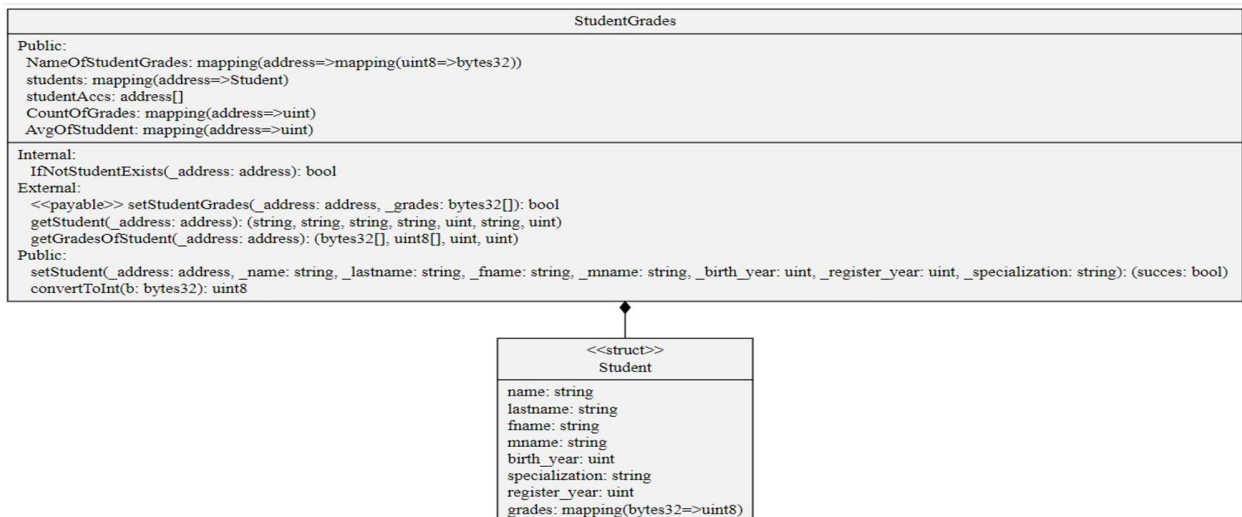 StudentGrades
Public:
NameOfStudentGrades: mapping(address=>mapping(uint8=>bytes32))
students: mapping(address=>Student)
studentAccs: address[]
CountOfGrades: mapping(address=>uint)
AvgOfStuddent: mapping(address=>uint)
Internal:
IfNotStudentExists(_address: address): bool
External:
<<payable>> setStudentGrades(_address: address, _grades: bytes32[]): bool
getStudent(_address: address): (string, string, string, string, uint, string, uint)
getGradesOfStudent(_address: address): (bytes32[], uint8[], uint, uint)
Public:
setStudent(_address: address, _name: string, _lastname: string, _fname: string, _mname: string, _birth_year: uint, _register_year: uint, _specialization: string): (succes: bool)
convertToInt(b: bytes32): uint8
<<struct>>
Student
name: string
lastname: string
fname: string
mname: string
birth_year: uint
specialization: string
register_year: uint
grades: mapping(bytes32=>uint8)